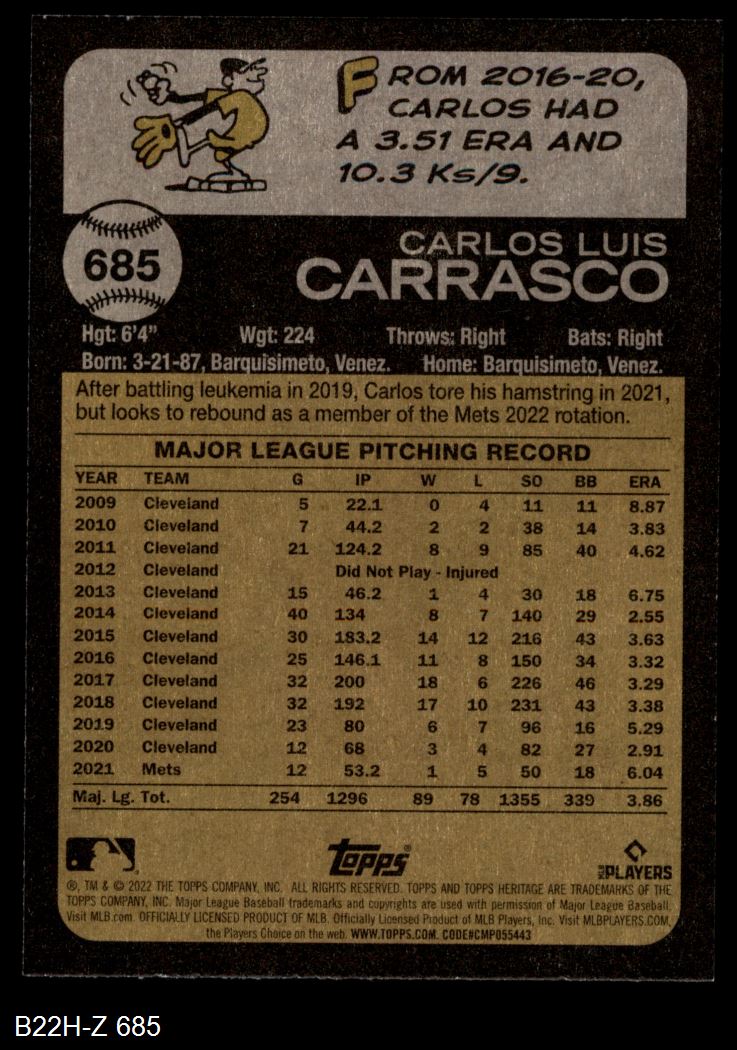 FROM 2016-20,
CARLOS HAD
A 3.51 ERA AND
10.3 Ks/9.
685
CARLOS LUIS
CARRASCO
Hgt: 6'4" Wgt: 224 Throws: Right Bats: Right
Born: 3-21-87, Barquisimeto, Venez. Home: Barquisimeto, Venez.
After battling leukemia in 2019, Carlos tore his hamstring in 2021,
but looks to rebound as a member of the Mets 2022 rotation.
MAJOR LEAGUE PITCHING RECORD
YEAR TEAM G IP W L SO BB ERA
2009 Cleveland 5 22.1 0 4 11 11 8.87
2010 Cleveland 7 44.2 2 2 38 14 3.83
2011 Cleveland 21 124.2 8 9 85 40 4.62
2012 Cleveland Did Not Play - Injured
2013 Cleveland 15 46.2 1 4 30 18 6.75
2014 Cleveland 40 134 8 7 140 29 2.55
2015 Cleveland 30 183.2 14 12 216 43 3.63
2016 Cleveland 25 146.1 11 8 150 34 3.32
2017 Cleveland 32 200 18 6 226 46 3.29
2018 Cleveland 32 192 17 10 231 43 3.38
2019 Cleveland 23 80 6 7 96 16 5.29
2020 Cleveland 12 68 3 4 82 27 2.91
2021 Mets 12 53.2 1 5 50 18 6.04
Maj. Lg. Tot. 254 1296 89 78 1355 339 3.86
topps®
MLB PLAYERS
®, TM & © 2022 THE TOPPS COMPANY, INC. ALL RIGHTS RESERVED. TOPPS AND TOPPS HERITAGE ARE TRADEMARKS OF THE
TOPPS COMPANY, INC. Major League Baseball trademarks and copyrights are used with permission of Major League Baseball.
Visit MLB.com. OFFICIALLY LICENSED PRODUCT OF MLB. Officially Licensed Product of MLB Players, Inc. Visit MLBPLAYERS.COM,
the Players Choice on the web. WWW.TOPPS.COM. CODE#CMP055443
B22H-Z 685